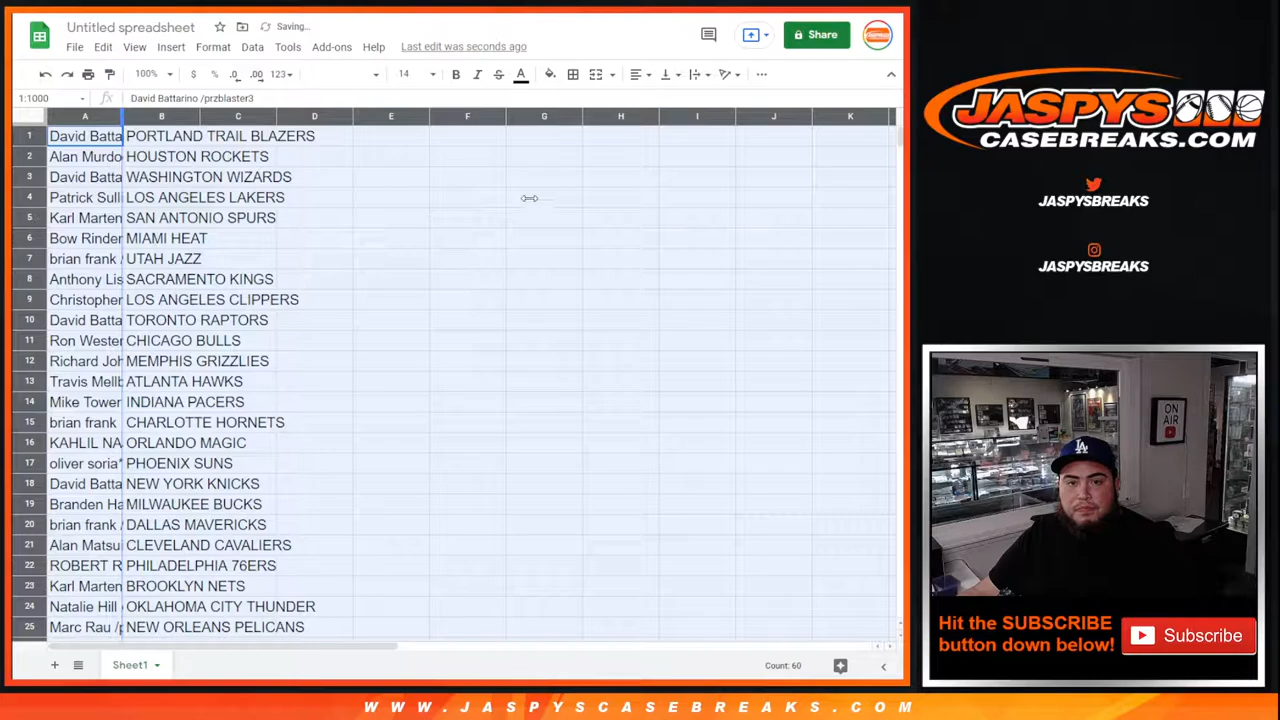 Untitled spreadsheet Saving...
File Edit View Insert Format Data Tools Add-ons Help Last edit was seconds ago
Share
100% $ % .0 .00 123 14 B I S A
1:1000 fx David Battarino /przblaster3
A B C D E F G H I J K
1 David Batta PORTLAND TRAIL BLAZERS
2 Alan Murdo HOUSTON ROCKETS
3 David Batta WASHINGTON WIZARDS
4 Patrick Sulli LOS ANGELES LAKERS
5 Karl Marten SAN ANTONIO SPURS
6 Bow Rinder MIAMI HEAT
7 brian frank / UTAH JAZZ
8 Anthony Lis SACRAMENTO KINGS
9 Christopher LOS ANGELES CLIPPERS
10 David Batta TORONTO RAPTORS
11 Ron Wester CHICAGO BULLS
12 Richard Joh MEMPHIS GRIZZLIES
13 Travis Mellb ATLANTA HAWKS
14 Mike Tower INDIANA PACERS
15 brian frank CHARLOTTE HORNETS
16 KAHLIL NA ORLANDO MAGIC
17 oliver soria* PHOENIX SUNS
18 David Batta NEW YORK KNICKS
19 Branden Ha MILWAUKEE BUCKS
20 brian frank / DALLAS MAVERICKS
21 Alan Matsu CLEVELAND CAVALIERS
22 ROBERT R PHILADELPHIA 76ERS
23 Karl Marten BROOKLYN NETS
24 Natalie Hill OKLAHOMA CITY THUNDER
25 Marc Rau /p NEW ORLEANS PELICANS
Sheet1 Count: 60
JASPYS
CASEBREAKS.COM
JASPYSBREAKS
JASPYSBREAKS
ON
AIR
LA
Hit the SUBSCRIBE
button down below!
Subscribe
WWW.JASPYSCASEBREAKS.COM